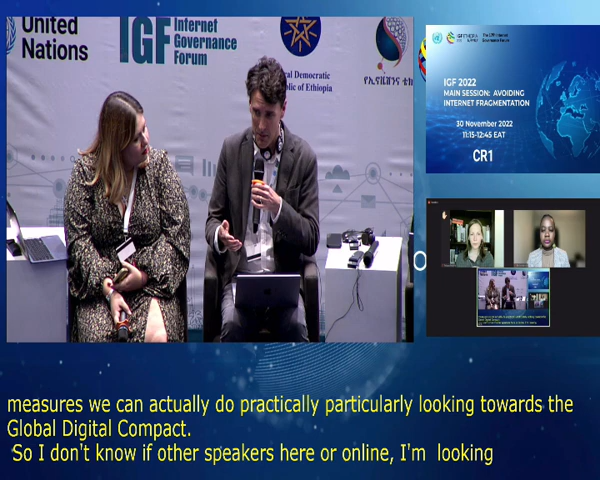 United
Nations
IGF
Internet
Governance
Forum
ral Democratic
blic of Ethiopia
IGF 2022
MAIN SESSION: AVOIDING
INTERNET FRAGMENTATION
30 November 2022
11:15-12:45 EAT
CR1
measures we can actually do practically particularly looking towards the
Global Digital Compact.
So I don't know if other speakers here or online, I'm looking